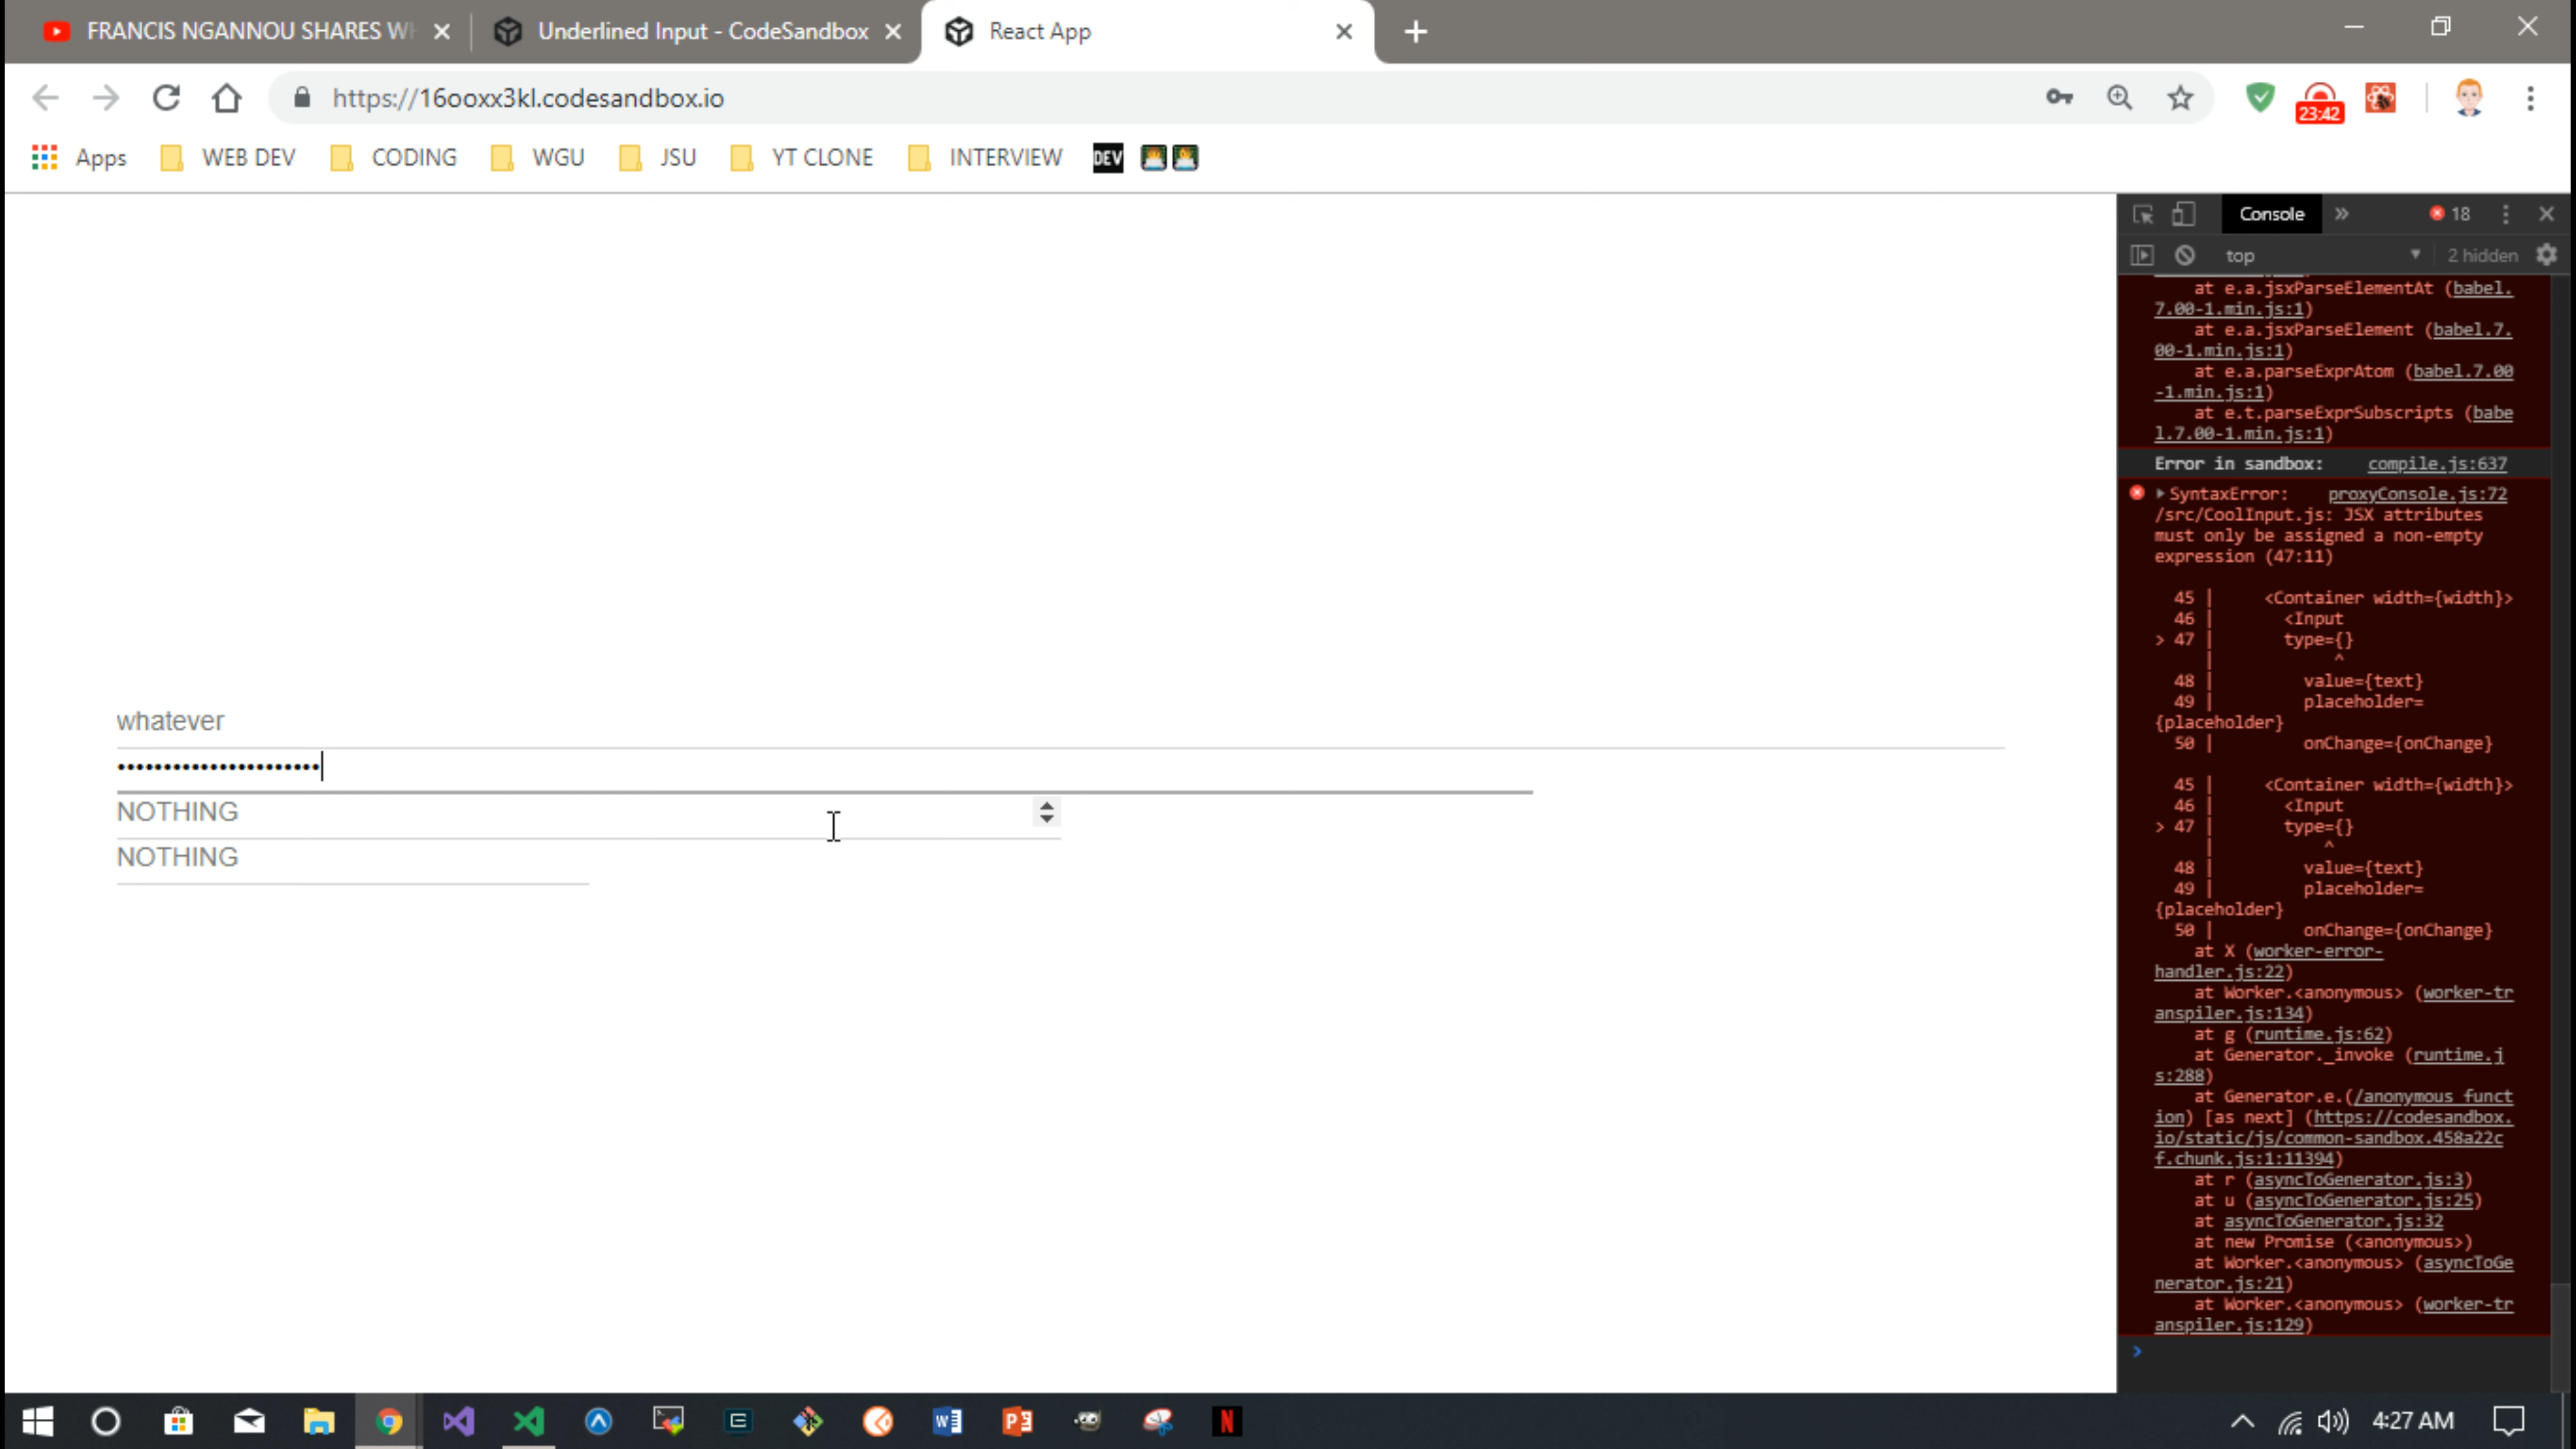 FRANCIS NGANNOU SHARES WH
Underlined Input - CodeSandbox
React App
https://16ooxx3kl.codesandbox.io
23:42
Apps
WEB DEV
CODING
WGU
JSU
YT CLONE
INTERVIEW
DEV
whatever
••••••••••••••••••••••
NOTHING
NOTHING
Console
18
top
2 hidden
at e.a.jsxParseElementAt (babel.
7.00-1.min.js:1)
at e.a.jsxParseElement (babel.7.
00-1.min.js:1)
at e.a.parseExprAtom (babel.7.00
-1.min.js:1)
at e.t.parseExprSubscripts (babe
l.7.00-1.min.js:1)
Error in sandbox: compile.js:637
SyntaxError: proxyConsole.js:72
/src/CoolInput.js: JSX attributes
must only be assigned a non-empty
expression (47:11)
45 | <Container width={width}>
46 | <Input
> 47 | type={}
| ^
48 | value={text}
49 | placeholder=
{placeholder}
50 | onChange={onChange}
45 | <Container width={width}>
46 | <Input
> 47 | type={}
| ^
48 | value={text}
49 | placeholder=
{placeholder}
50 | onChange={onChange}
at X (worker-error-
handler.js:22)
at Worker.<anonymous> (worker-tr
anspiler.js:134)
at g (runtime.js:62)
at Generator._invoke (runtime.j
s:288)
at Generator.e.(/anonymous funct
ion) [as next] (https://codesandbox.
io/static/js/common-sandbox.458a22c
f.chunk.js:1:11394)
at r (asyncToGenerator.js:3)
at u (asyncToGenerator.js:25)
at asyncToGenerator.js:32
at new Promise (<anonymous>)
at Worker.<anonymous> (asyncToGe
nerator.js:21)
at Worker.<anonymous> (worker-tr
anspiler.js:129)
4:27 AM